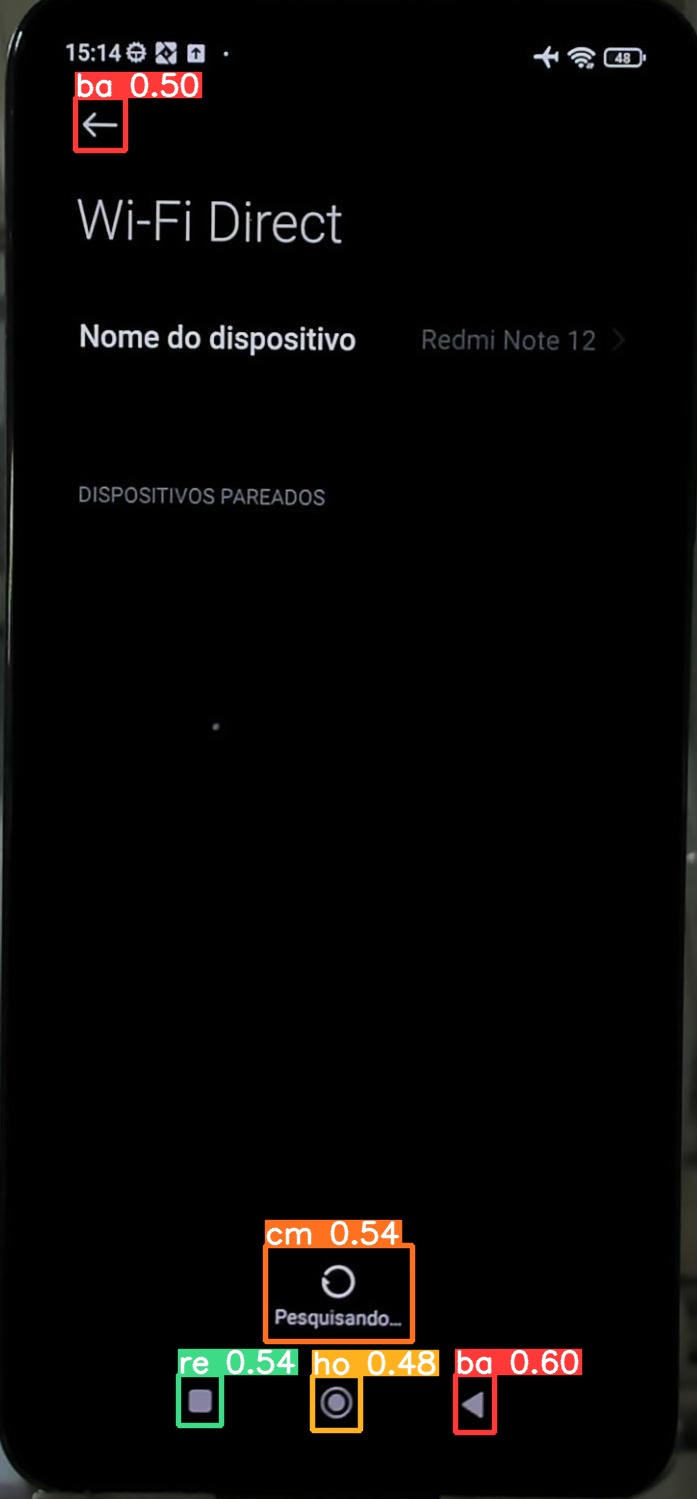 15:14
48
ba 0.50
Wi-Fi Direct
Nome do dispositivo Redmi Note 12
DISPOSITIVOS PAREADOS
cm 0.54
Pesquisando...
re 0.54 ho 0.48 ba 0.60